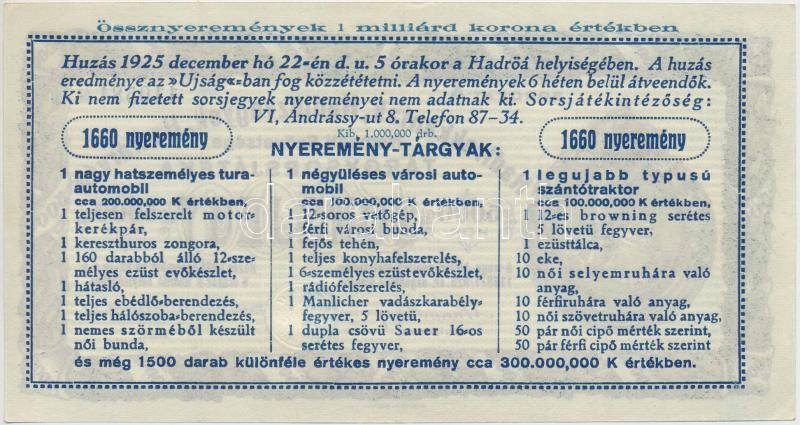 össznyeremények 1 milliárd korona értékben
Huzás 1925 december hó 22-én d. u. 5 órakor a Hadröá helyiségében. A huzás
eredménye az »Ujság«-ban fog közzététetni. A nyeremények 6 héten belül átveendők.
Ki nem fizetett sorsjegyek nyereményei nem adatnak ki. Sorsjátékintézőség:
VI, Andrássy-ut 8. Telefon 87-34.
Kib. 1.000,000 drb.
1660 nyeremény
NYEREMÉNY-TÁRGYAK:
1660 nyeremény
1 nagy hatszemélyes tura-
automobil
cca 200.000,000 K értékben,
1 teljesen felszerelt motor-
kerékpár,
1 kereszthuros zongora,
1 160 darabból álló 12-sze-
mélyes ezüst evőkészlet,
1 hátasló,
1 teljes ebédlő-berendezés,
1 teljes hálószoba-berendezés,
1 nemes szőrméből készült
női bunda,
1 négyüléses városi auto-
mobil
cca 100.000,000 K értékben,
1 12-soros vetőgép,
1 férfi városi bunda,
1 fejős tehén,
1 teljes konyhafelszerelés,
1 6-személyes ezüst evőkészlet,
1 rádiófelszerelés,
1 Manlicher vadászkarabély-
fegyver, 5 lövetü,
1 dupla csövü Sauer 16-os
serétes fegyver,
1 legujabb typusú
szántótraktor
cca 100.000,000 K értékben,
1 12-es browning serétes
5 lövetü fegyver,
1 ezüsttálca,
10 eke,
10 női selyemruhára való
anyag,
10 férfiruhára való anyag,
10 női szövetruhára való anyag,
50 pár női cipő mérték szerint,
50 pár férfi cipő mérték szerint
és még 1500 darab különféle értékes nyeremény cca 300.000,000 K értékben.